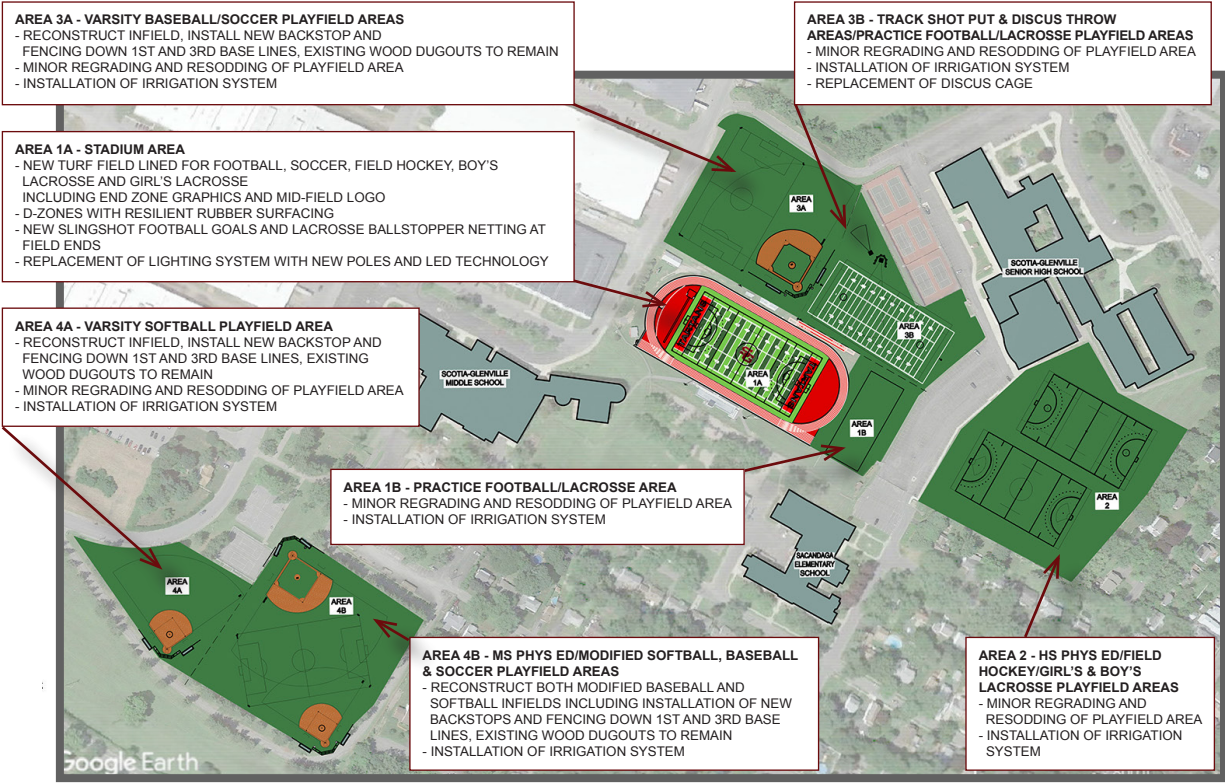 AREA 3A - VARSITY BASEBALL/SOCCER PLAYFIELD AREAS
- RECONSTRUCT INFIELD, INSTALL NEW BACKSTOP AND
FENCING DOWN 1ST AND 3RD BASE LINES, EXISTING WOOD DUGOUTS TO REMAIN
- MINOR REGRADING AND RESODDING OF PLAYFIELD AREA
- INSTALLATION OF IRRIGATION SYSTEM
AREA 3B - TRACK SHOT PUT & DISCUS THROW
AREAS/PRACTICE FOOTBALL/LACROSSE PLAYFIELD AREAS
- MINOR REGRADING AND RESODDING OF PLAYFIELD AREA
- INSTALLATION OF IRRIGATION SYSTEM
- REPLACEMENT OF DISCUS CAGE
AREA 1A - STADIUM AREA
- NEW TURF FIELD LINED FOR FOOTBALL, SOCCER, FIELD HOCKEY, BOY'S
LACROSSE AND GIRL'S LACROSSE
INCLUDING END ZONE GRAPHICS AND MID-FIELD LOGO
- D-ZONES WITH RESILIENT RUBBER SURFACING
- NEW SLINGSHOT FOOTBALL GOALS AND LACROSSE BALLSTOPPER NETTING AT
FIELD ENDS
- REPLACEMENT OF LIGHTING SYSTEM WITH NEW POLES AND LED TECHNOLOGY
AREA
3A
SCOTIA-GLENVILLE
SENIOR HIGH SCHOOL
AREA
3B
AREA 4A - VARSITY SOFTBALL PLAYFIELD AREA
- RECONSTRUCT INFIELD, INSTALL NEW BACKSTOP AND
FENCING DOWN 1ST AND 3RD BASE LINES, EXISTING
WOOD DUGOUTS TO REMAIN
- MINOR REGRADING AND RESODDING OF PLAYFIELD AREA
- INSTALLATION OF IRRIGATION SYSTEM
SCOTIA-GLENVILLE
MIDDLE SCHOOL
AREA
1A
AREA
1B
AREA 1B - PRACTICE FOOTBALL/LACROSSE AREA
- MINOR REGRADING AND RESODDING OF PLAYFIELD AREA
- INSTALLATION OF IRRIGATION SYSTEM
AREA
2
SACANDAGA
ELEMENTARY
SCHOOL
AREA
4A
AREA
4B
AREA 4B - MS PHYS ED/MODIFIED SOFTBALL, BASEBALL
& SOCCER PLAYFIELD AREAS
- RECONSTRUCT BOTH MODIFIED BASEBALL AND
SOFTBALL INFIELDS INCLUDING INSTALLATION OF NEW
BACKSTOPS AND FENCING DOWN 1ST AND 3RD BASE
LINES, EXISTING WOOD DUGOUTS TO REMAIN
- INSTALLATION OF IRRIGATION SYSTEM
AREA 2 - HS PHYS ED/FIELD
HOCKEY/GIRL'S & BOY'S
LACROSSE PLAYFIELD AREAS
- MINOR REGRADING AND
RESODDING OF PLAYFIELD AREA
- INSTALLATION OF IRRIGATION
SYSTEM
Google Earth